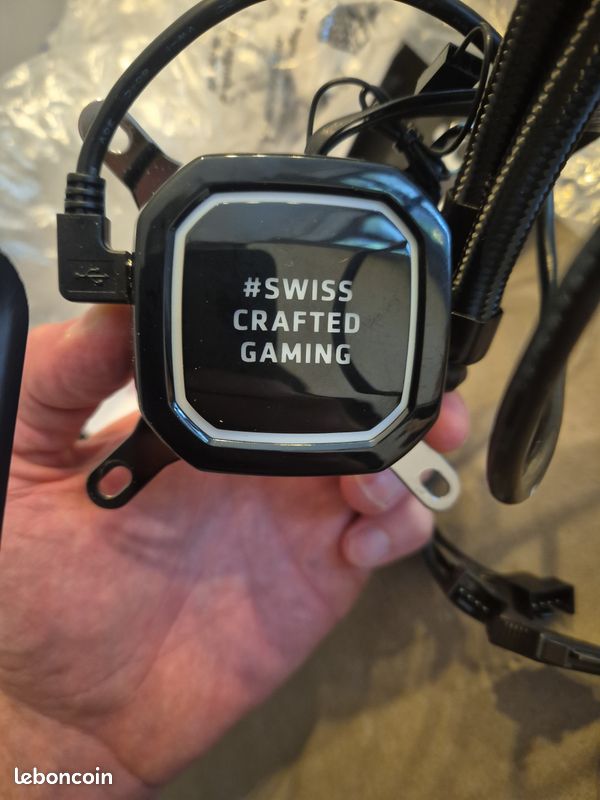 #SWISS
CRAFTED
GAMING
leboncoin